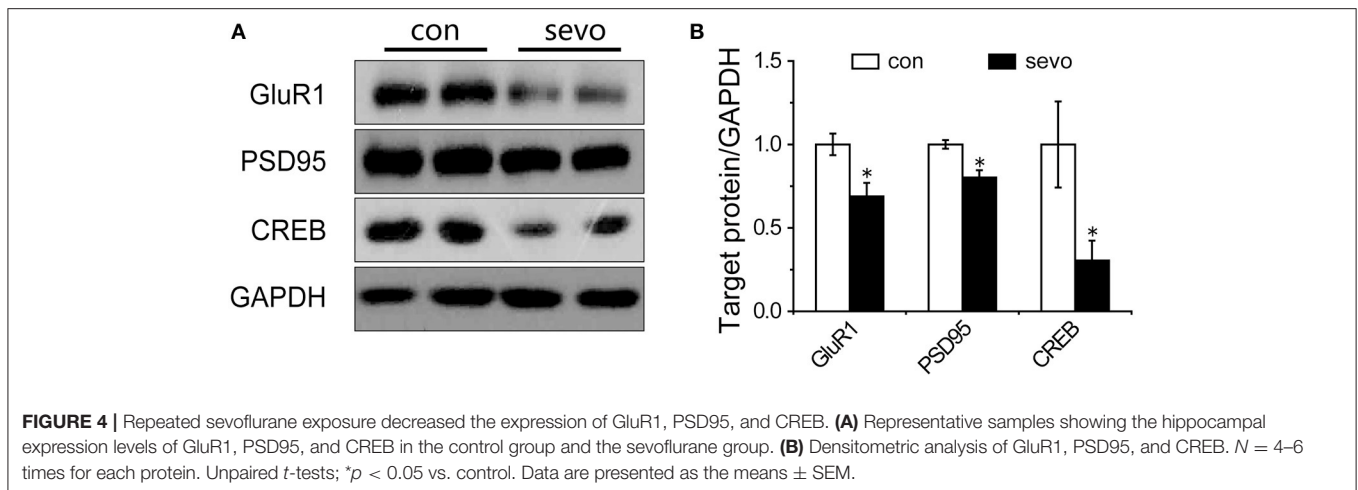 A
con sevo
GluR1
PSD95
CREB
GAPDH
B
Target protein/GAPDH
1.5
1.0
0.5
0.0
con sevo
*
*
*
GluR1
PSD95
CREB
FIGURE 4 | Repeated sevoflurane exposure decreased the expression of GluR1, PSD95, and CREB. (A) Representative samples showing the hippocampal
expression levels of GluR1, PSD95, and CREB in the control group and the sevoflurane group. (B) Densitometric analysis of GluR1, PSD95, and CREB. N = 4–6
times for each protein. Unpaired t-tests; *p < 0.05 vs. control. Data are presented as the means ± SEM.